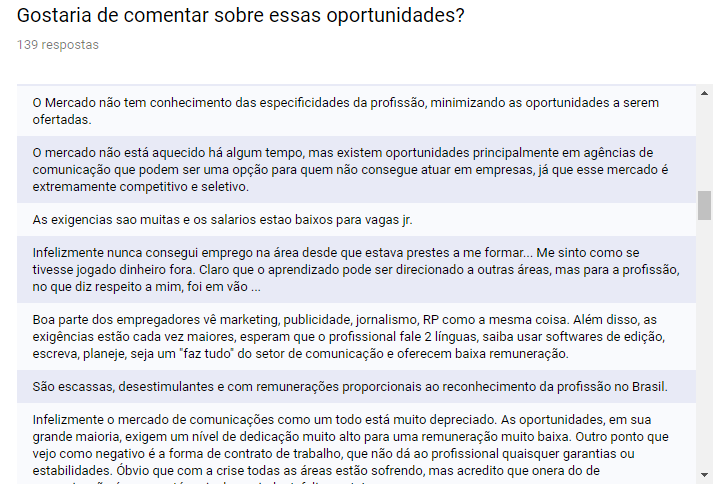 Gostaria de comentar sobre essas oportunidades?
139 respostas
O Mercado não tem conhecimento das especificidades da profissão, minimizando as oportunidades a serem
ofertadas.
O mercado não está aquecido há algum tempo, mas existem oportunidades principalmente em agências de
comunicação que podem ser uma opção para quem não consegue atuar em empresas, já que esse mercado é
extremamente competitivo e seletivo.
As exigencias sao muitas e os salarios estao baixos para vagas jr.
Infelizmente nunca consegui emprego na área desde que estava prestes a me formar... Me sinto como se
tivesse jogado dinheiro fora. Claro que o aprendizado pode ser direcionado a outras áreas, mas para a profissão,
no que diz respeito a mim, foi em vão ...
Boa parte dos empregadores vê marketing, publicidade, jornalismo, RP como a mesma coisa. Além disso, as
exigências estão cada vez maiores, esperam que o profissional fale 2 línguas, saiba usar softwares de edição,
escreva, planeje, seja um "faz tudo" do setor de comunicação e oferecem baixa remuneração.
São escassas, desestimulantes e com remunerações proporcionais ao reconhecimento da profissão no Brasil.
Infelizmente o mercado de comunicações como um todo está muito depreciado. As oportunidades, em sua
grande maioria, exigem um nível de dedicação muito alto para uma remuneração muito baixa. Outro ponto que
vejo como negativo é a forma de contrato de trabalho, que não dá ao profissional quaisquer garantias ou
estabilidades. Óbvio que com a crise todas as áreas estão sofrendo, mas acredito que onera do de